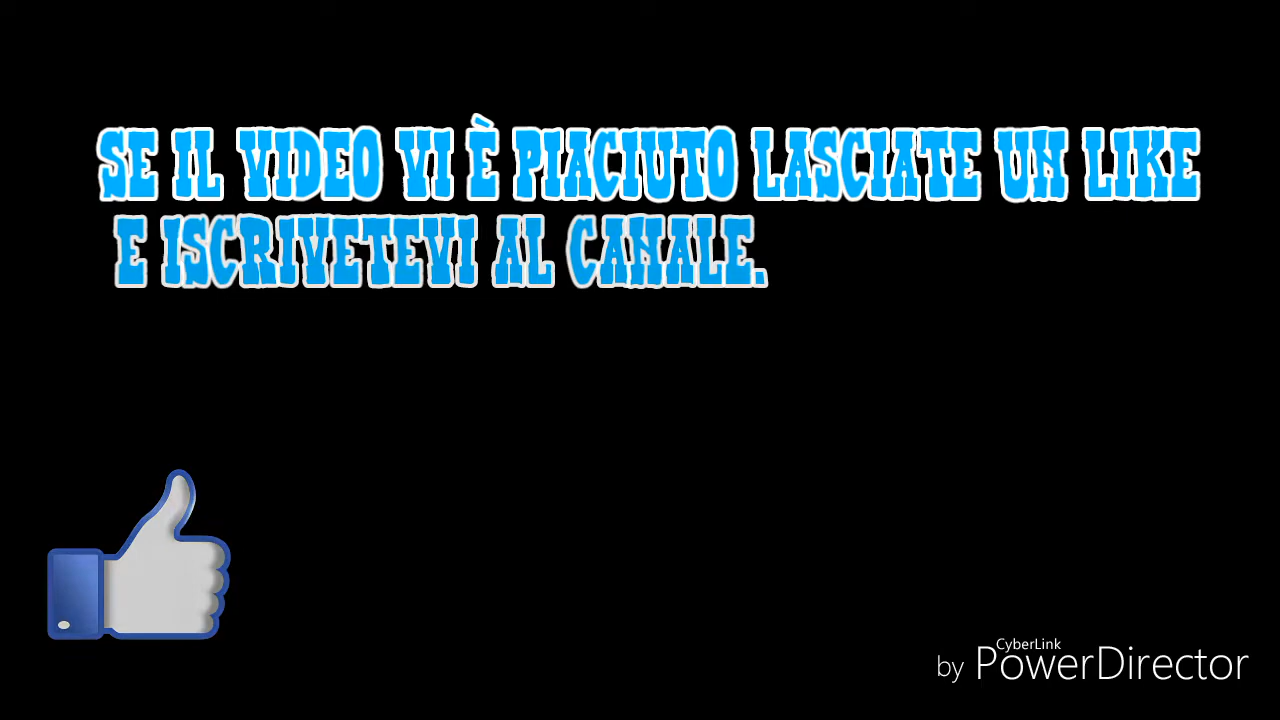 SE IL VIDEO VI È PIACIUTO LASCIATE UN LIKE
E ISCRIVETEVI AL CANALE.
by CyberLink PowerDirector